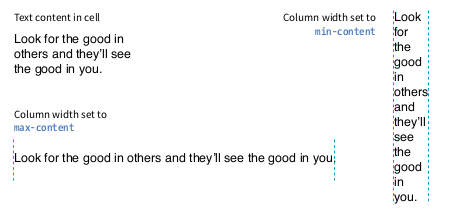 Text content in cell
Look for the good in
others and they'll see
the good in you.
Column width set to
min-content
Look
for
the
good
in
others
and
they'll
see
the
good
in
you.
Column width set to
max-content
Look for the good in others and they'll see the good in you